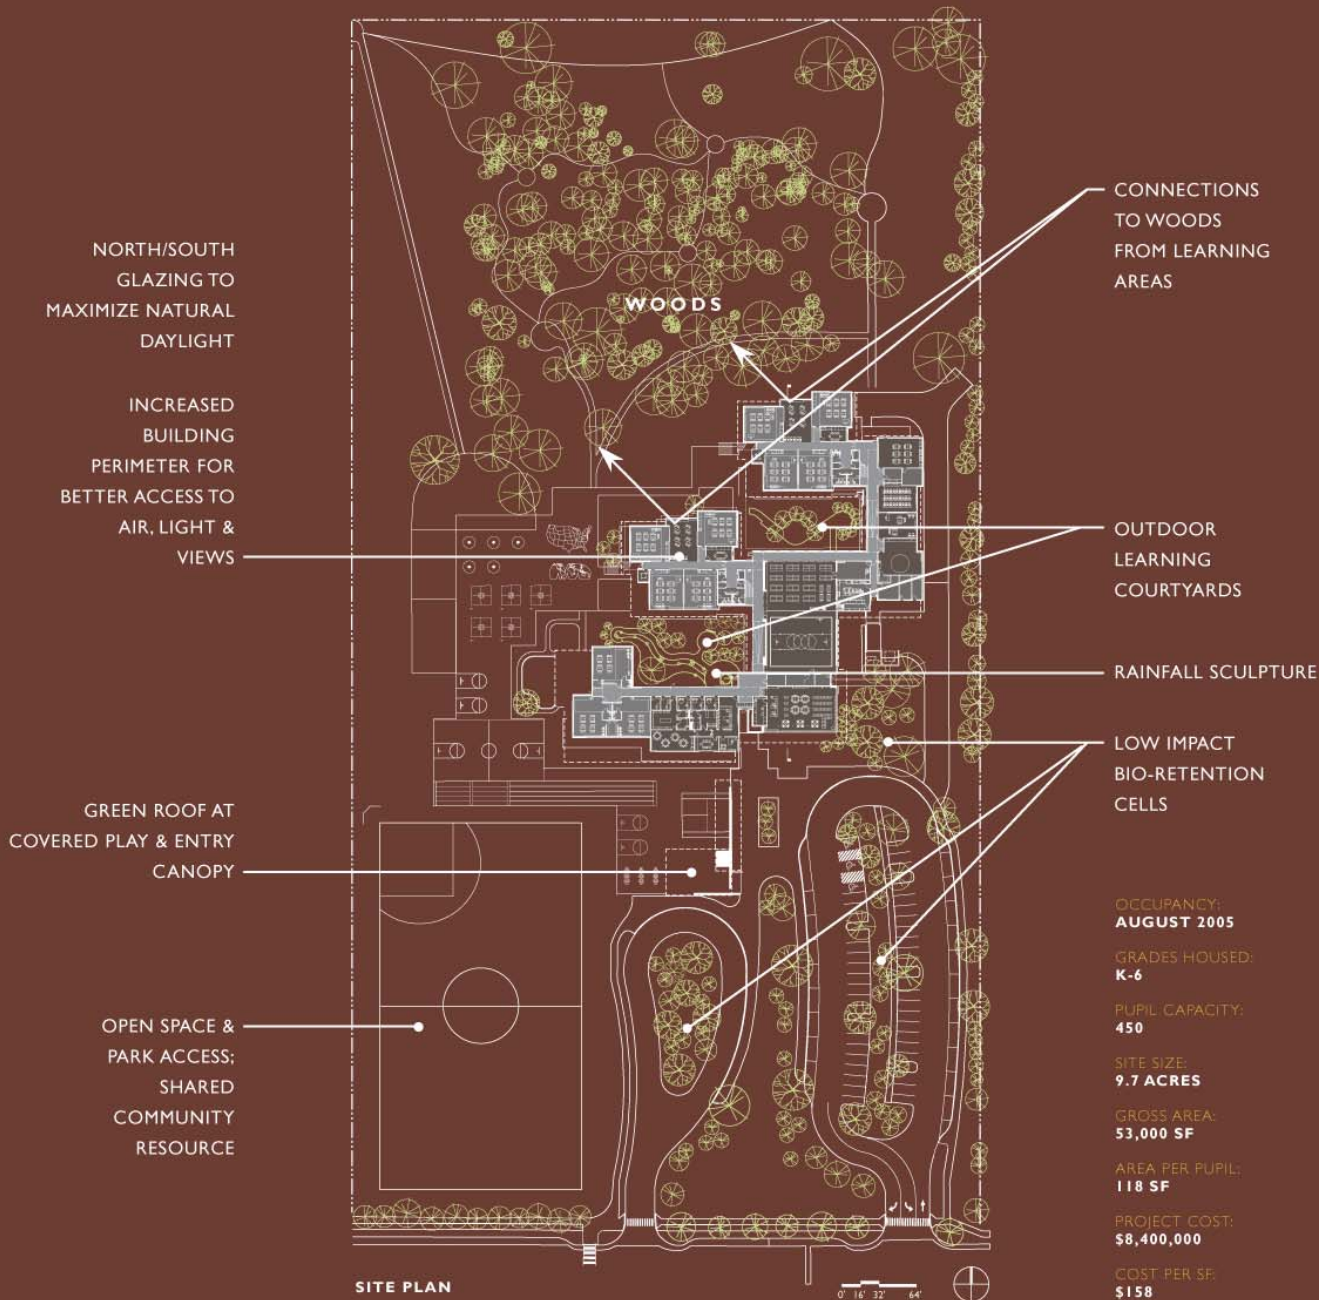 NORTH/SOUTH
GLAZING TO
MAXIMIZE NATURAL
DAYLIGHT
INCREASED
BUILDING
PERIMETER FOR
BETTER ACCESS TO
AIR, LIGHT &
VIEWS
GREEN ROOF AT
COVERED PLAY & ENTRY
CANOPY
OPEN SPACE &
PARK ACCESS;
SHARED
COMMUNITY
RESOURCE
WOODS
CONNECTIONS
TO WOODS
FROM LEARNING
AREAS
OUTDOOR
LEARNING
COURTYARDS
RAINFALL SCULPTURE
LOW IMPACT
BIO-RETENTION
CELLS
OCCUPANCY:
AUGUST 2005
GRADES HOUSED:
K-6
PUPIL CAPACITY:
450
SITE SIZE:
9.7 ACRES
GROSS AREA:
53,000 SF
AREA PER PUPIL:
118 SF
PROJECT COST:
$8,400,000
COST PER SF:
$158
SITE PLAN
0' 16' 32' 64'